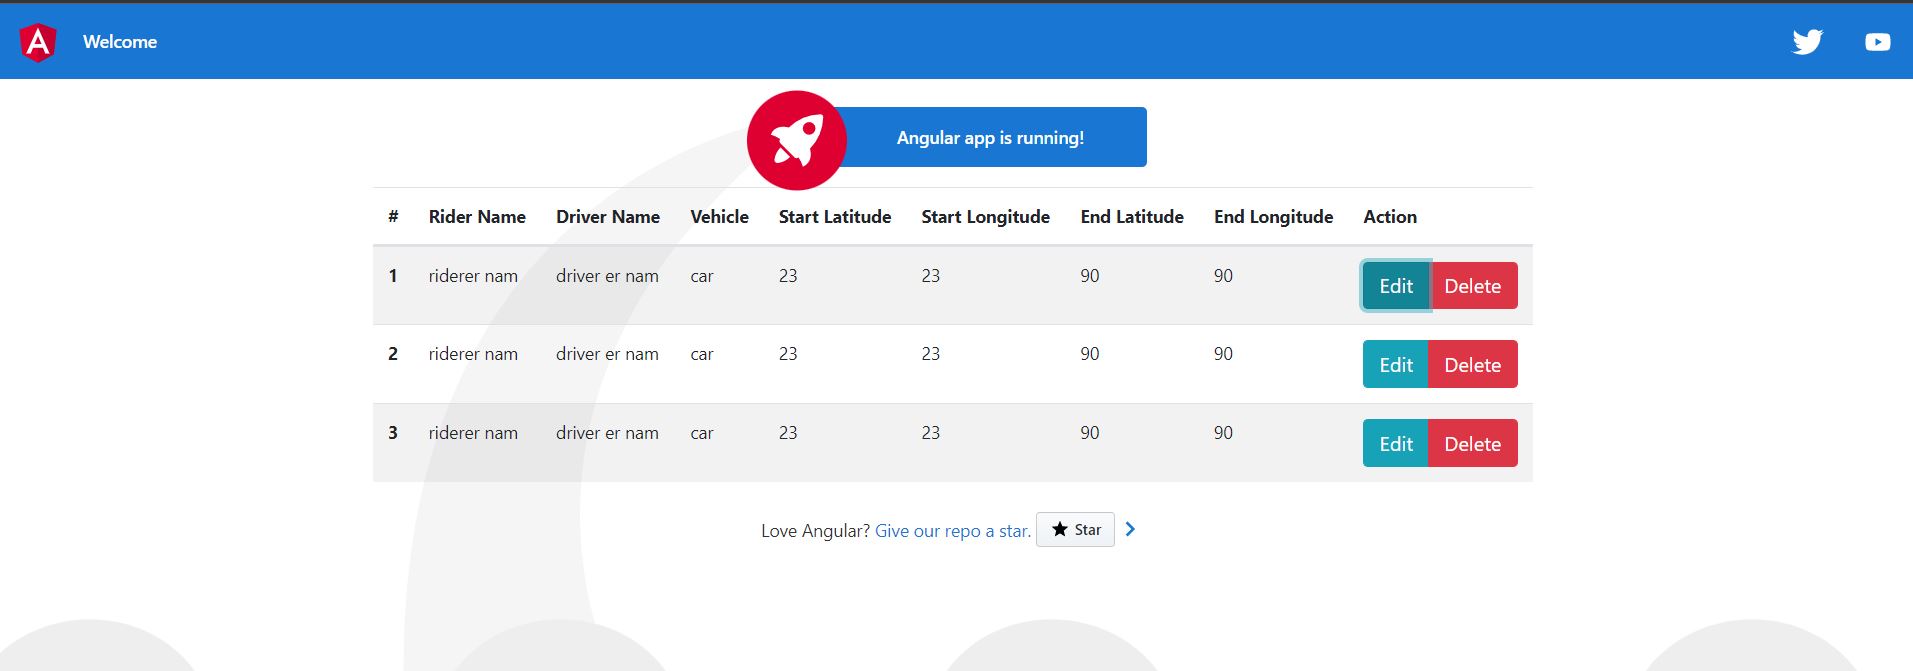 Welcome
Angular app is running!
# Rider Name Driver Name Vehicle Start Latitude Start Longitude End Latitude End Longitude Action
1 riderer nam driver er nam car 23 23 90 90 Edit Delete
2 riderer nam driver er nam car 23 23 90 90 Edit Delete
3 riderer nam driver er nam car 23 23 90 90 Edit Delete
Love Angular? Give our repo a star. Star